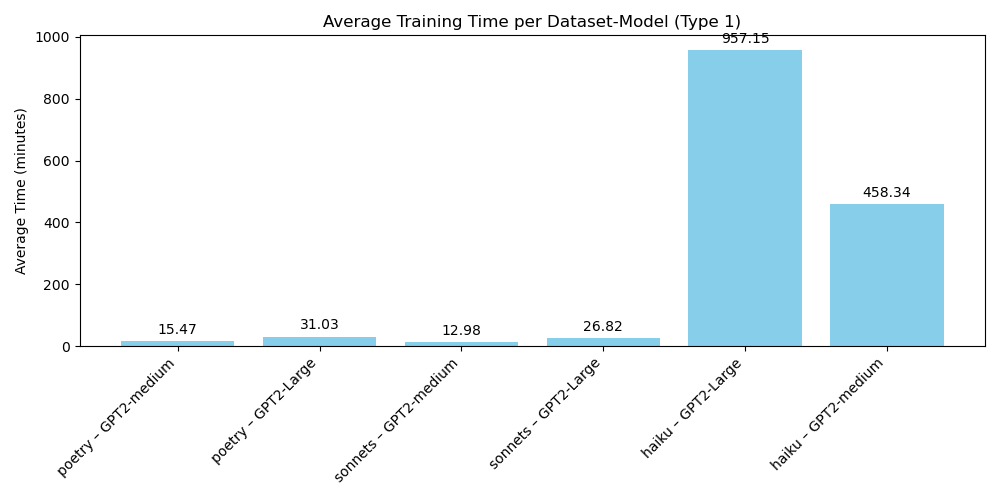 Average Training Time per Dataset-Model (Type 1)
Average Time (minutes)
1000
800
600
400
200
0
15.47
31.03
12.98
26.82
957.15
458.34
poetry – GPT2-medium
poetry – GPT2-Large
sonnets – GPT2-medium
sonnets – GPT2-Large
haiku – GPT2-Large
haiku – GPT2-medium